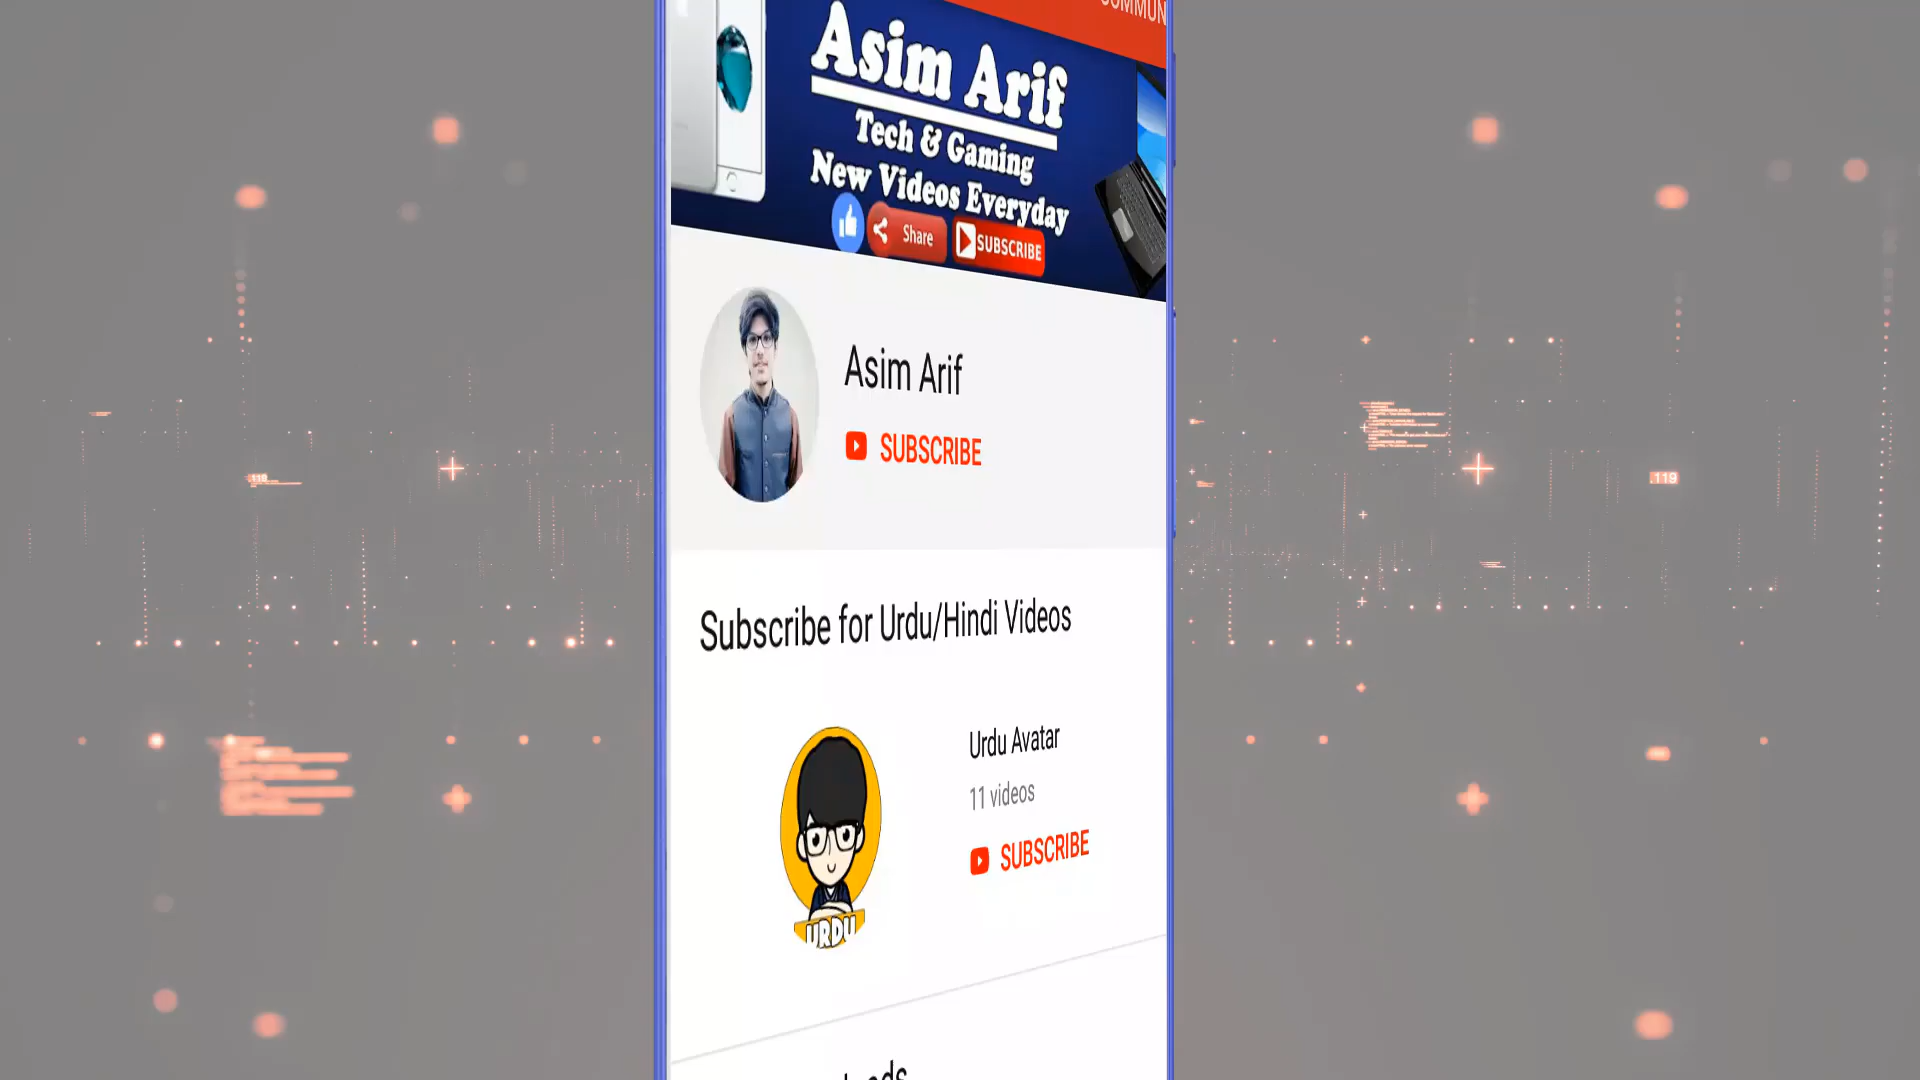 Asim Arif
Tech & Gaming
New Videos Everyday
Share
SUBSCRIBE
Asim Arif
SUBSCRIBE
Subscribe for Urdu/Hindi Videos
Urdu Avatar
11 videos
SUBSCRIBE
URDU
.119